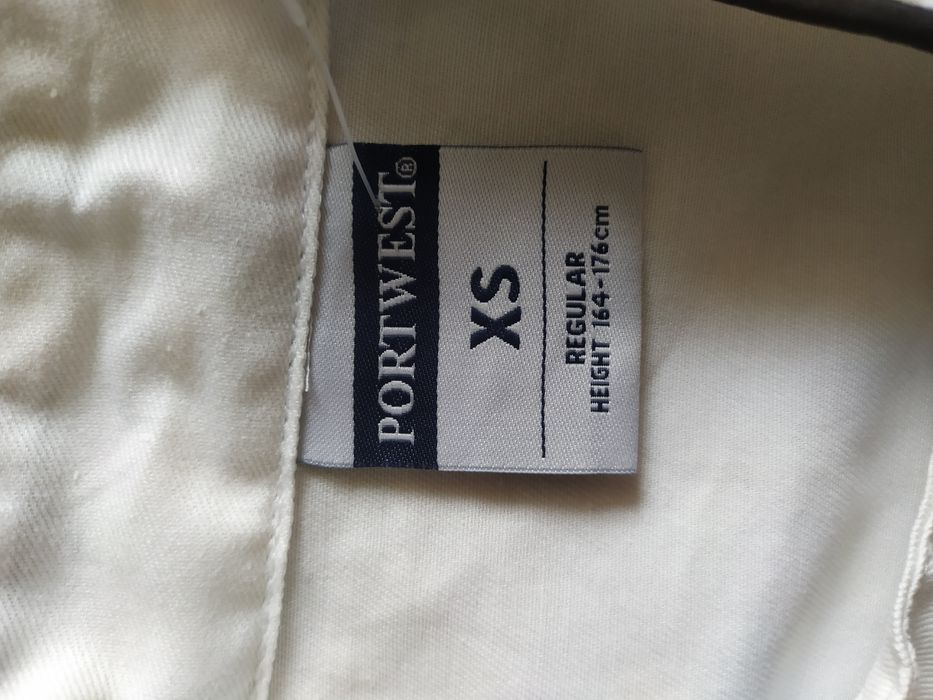 PORTWEST®
XS
REGULAR
HEIGHT 164-176cm